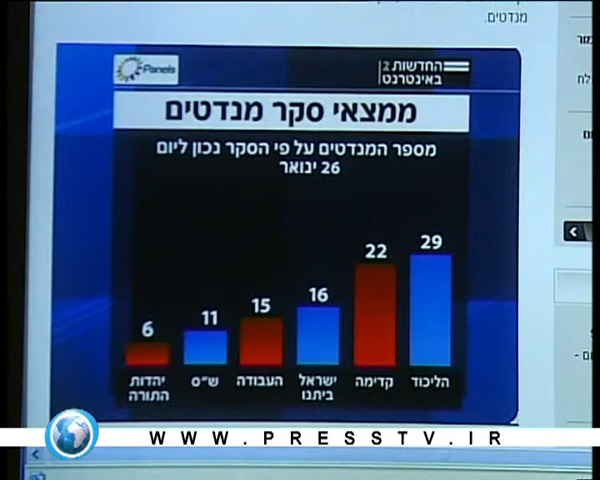 מנדטים.
Panels
החדשות 2
באינטרנט
ממצאי סקר מנדטים
מספר המנדטים על פי הסקר נכון ליום
26 ינואר
29
22
16
15
11
6
הליכוד
קדימה
ישראל
ביתנו
העבודה
ש"ס
יהדות
התורה
WWW.PRESSTV.IR